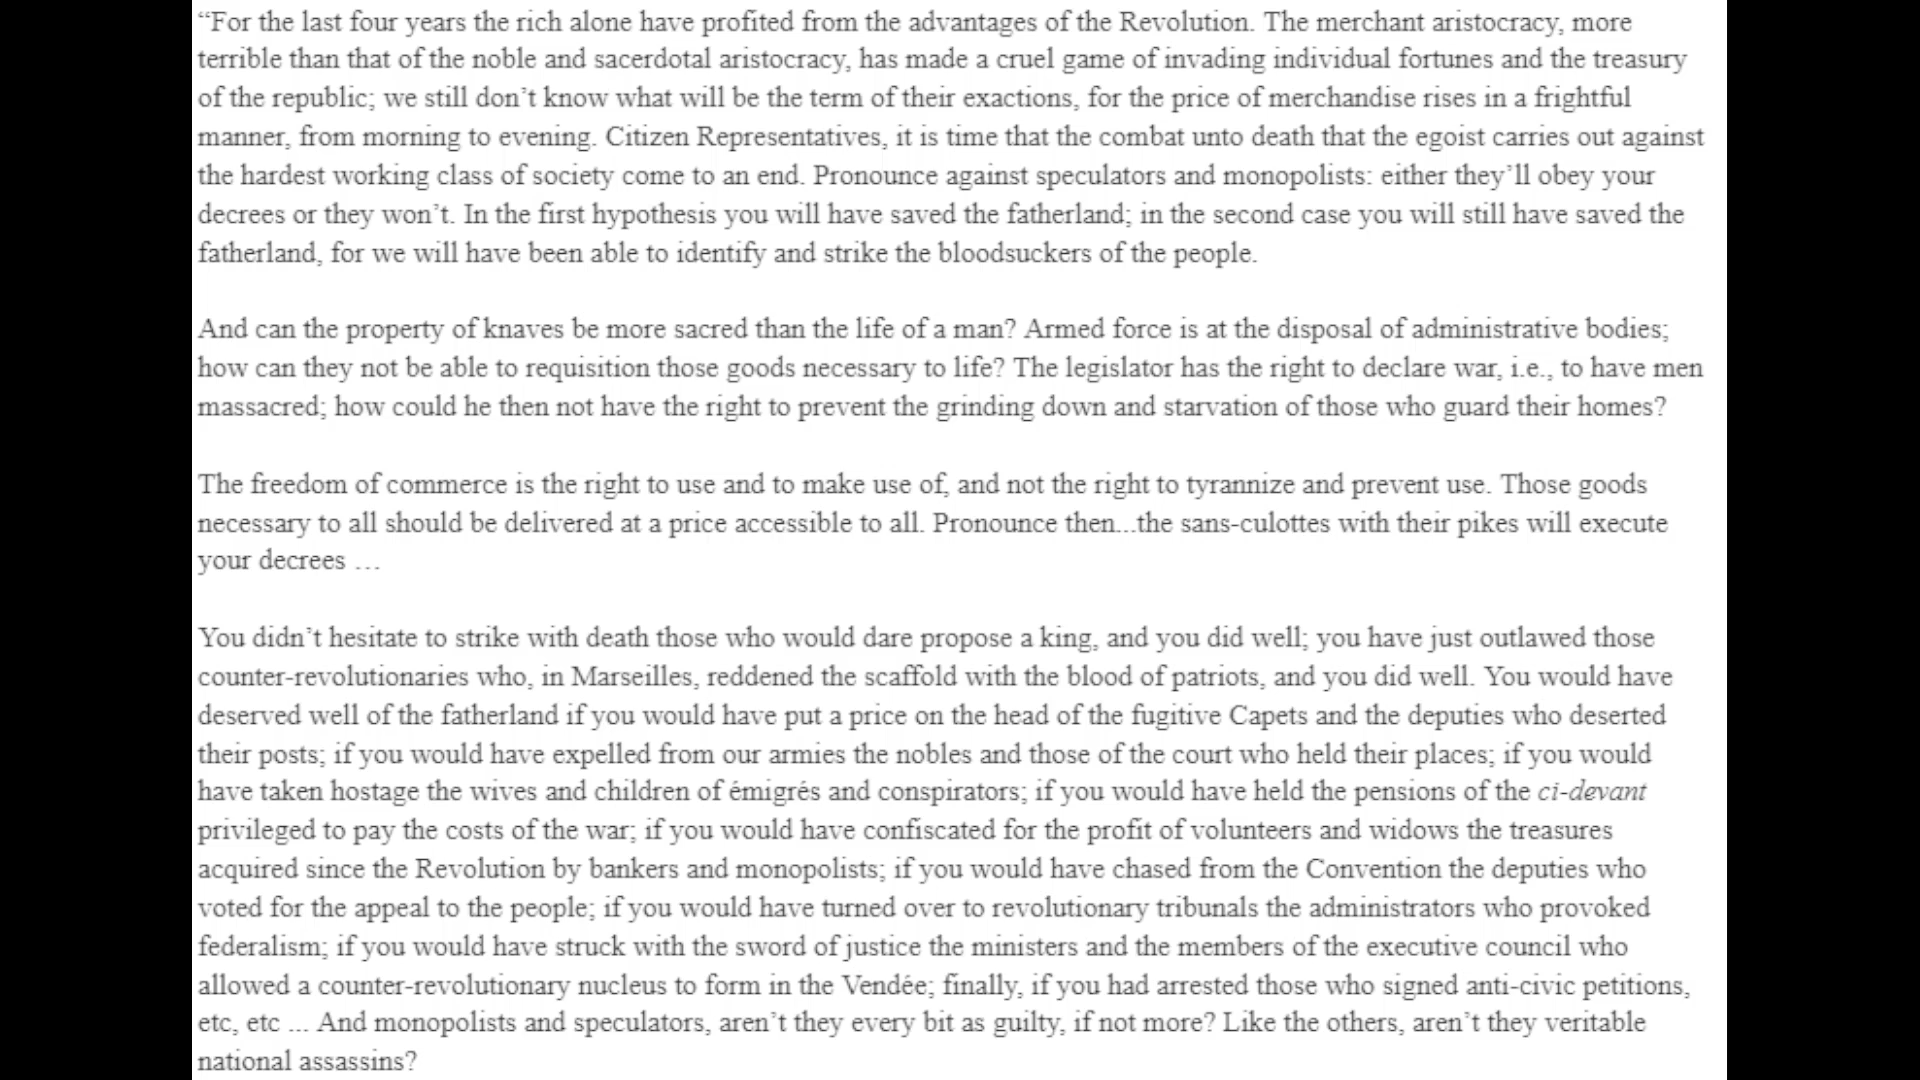 “For the last four years the rich alone have profited from the advantages of the Revolution. The merchant aristocracy, more
terrible than that of the noble and sacerdotal aristocracy, has made a cruel game of invading individual fortunes and the treasury
of the republic; we still don’t know what will be the term of their exactions, for the price of merchandise rises in a frightful
manner, from morning to evening. Citizen Representatives, it is time that the combat unto death that the egoist carries out against
the hardest working class of society come to an end. Pronounce against speculators and monopolists: either they’ll obey your
decrees or they won’t. In the first hypothesis you will have saved the fatherland; in the second case you will still have saved the
fatherland, for we will have been able to identify and strike the bloodsuckers of the people.
And can the property of knaves be more sacred than the life of a man? Armed force is at the disposal of administrative bodies;
how can they not be able to requisition those goods necessary to life? The legislator has the right to declare war, i.e., to have men
massacred; how could he then not have the right to prevent the grinding down and starvation of those who guard their homes?
The freedom of commerce is the right to use and to make use of, and not the right to tyrannize and prevent use. Those goods
necessary to all should be delivered at a price accessible to all. Pronounce then...the sans-culottes with their pikes will execute
your decrees …
You didn’t hesitate to strike with death those who would dare propose a king, and you did well; you have just outlawed those
counter-revolutionaries who, in Marseilles, reddened the scaffold with the blood of patriots, and you did well. You would have
deserved well of the fatherland if you would have put a price on the head of the fugitive Capets and the deputies who deserted
their posts; if you would have expelled from our armies the nobles and those of the court who held their places; if you would
have taken hostage the wives and children of émigrés and conspirators; if you would have held the pensions of the ci-devant
privileged to pay the costs of the war; if you would have confiscated for the profit of volunteers and widows the treasures
acquired since the Revolution by bankers and monopolists; if you would have chased from the Convention the deputies who
voted for the appeal to the people; if you would have turned over to revolutionary tribunals the administrators who provoked
federalism; if you would have struck with the sword of justice the ministers and the members of the executive council who
allowed a counter-revolutionary nucleus to form in the Vendée; finally, if you had arrested those who signed anti-civic petitions,
etc, etc ... And monopolists and speculators, aren’t they every bit as guilty, if not more? Like the others, aren’t they veritable
national assassins?